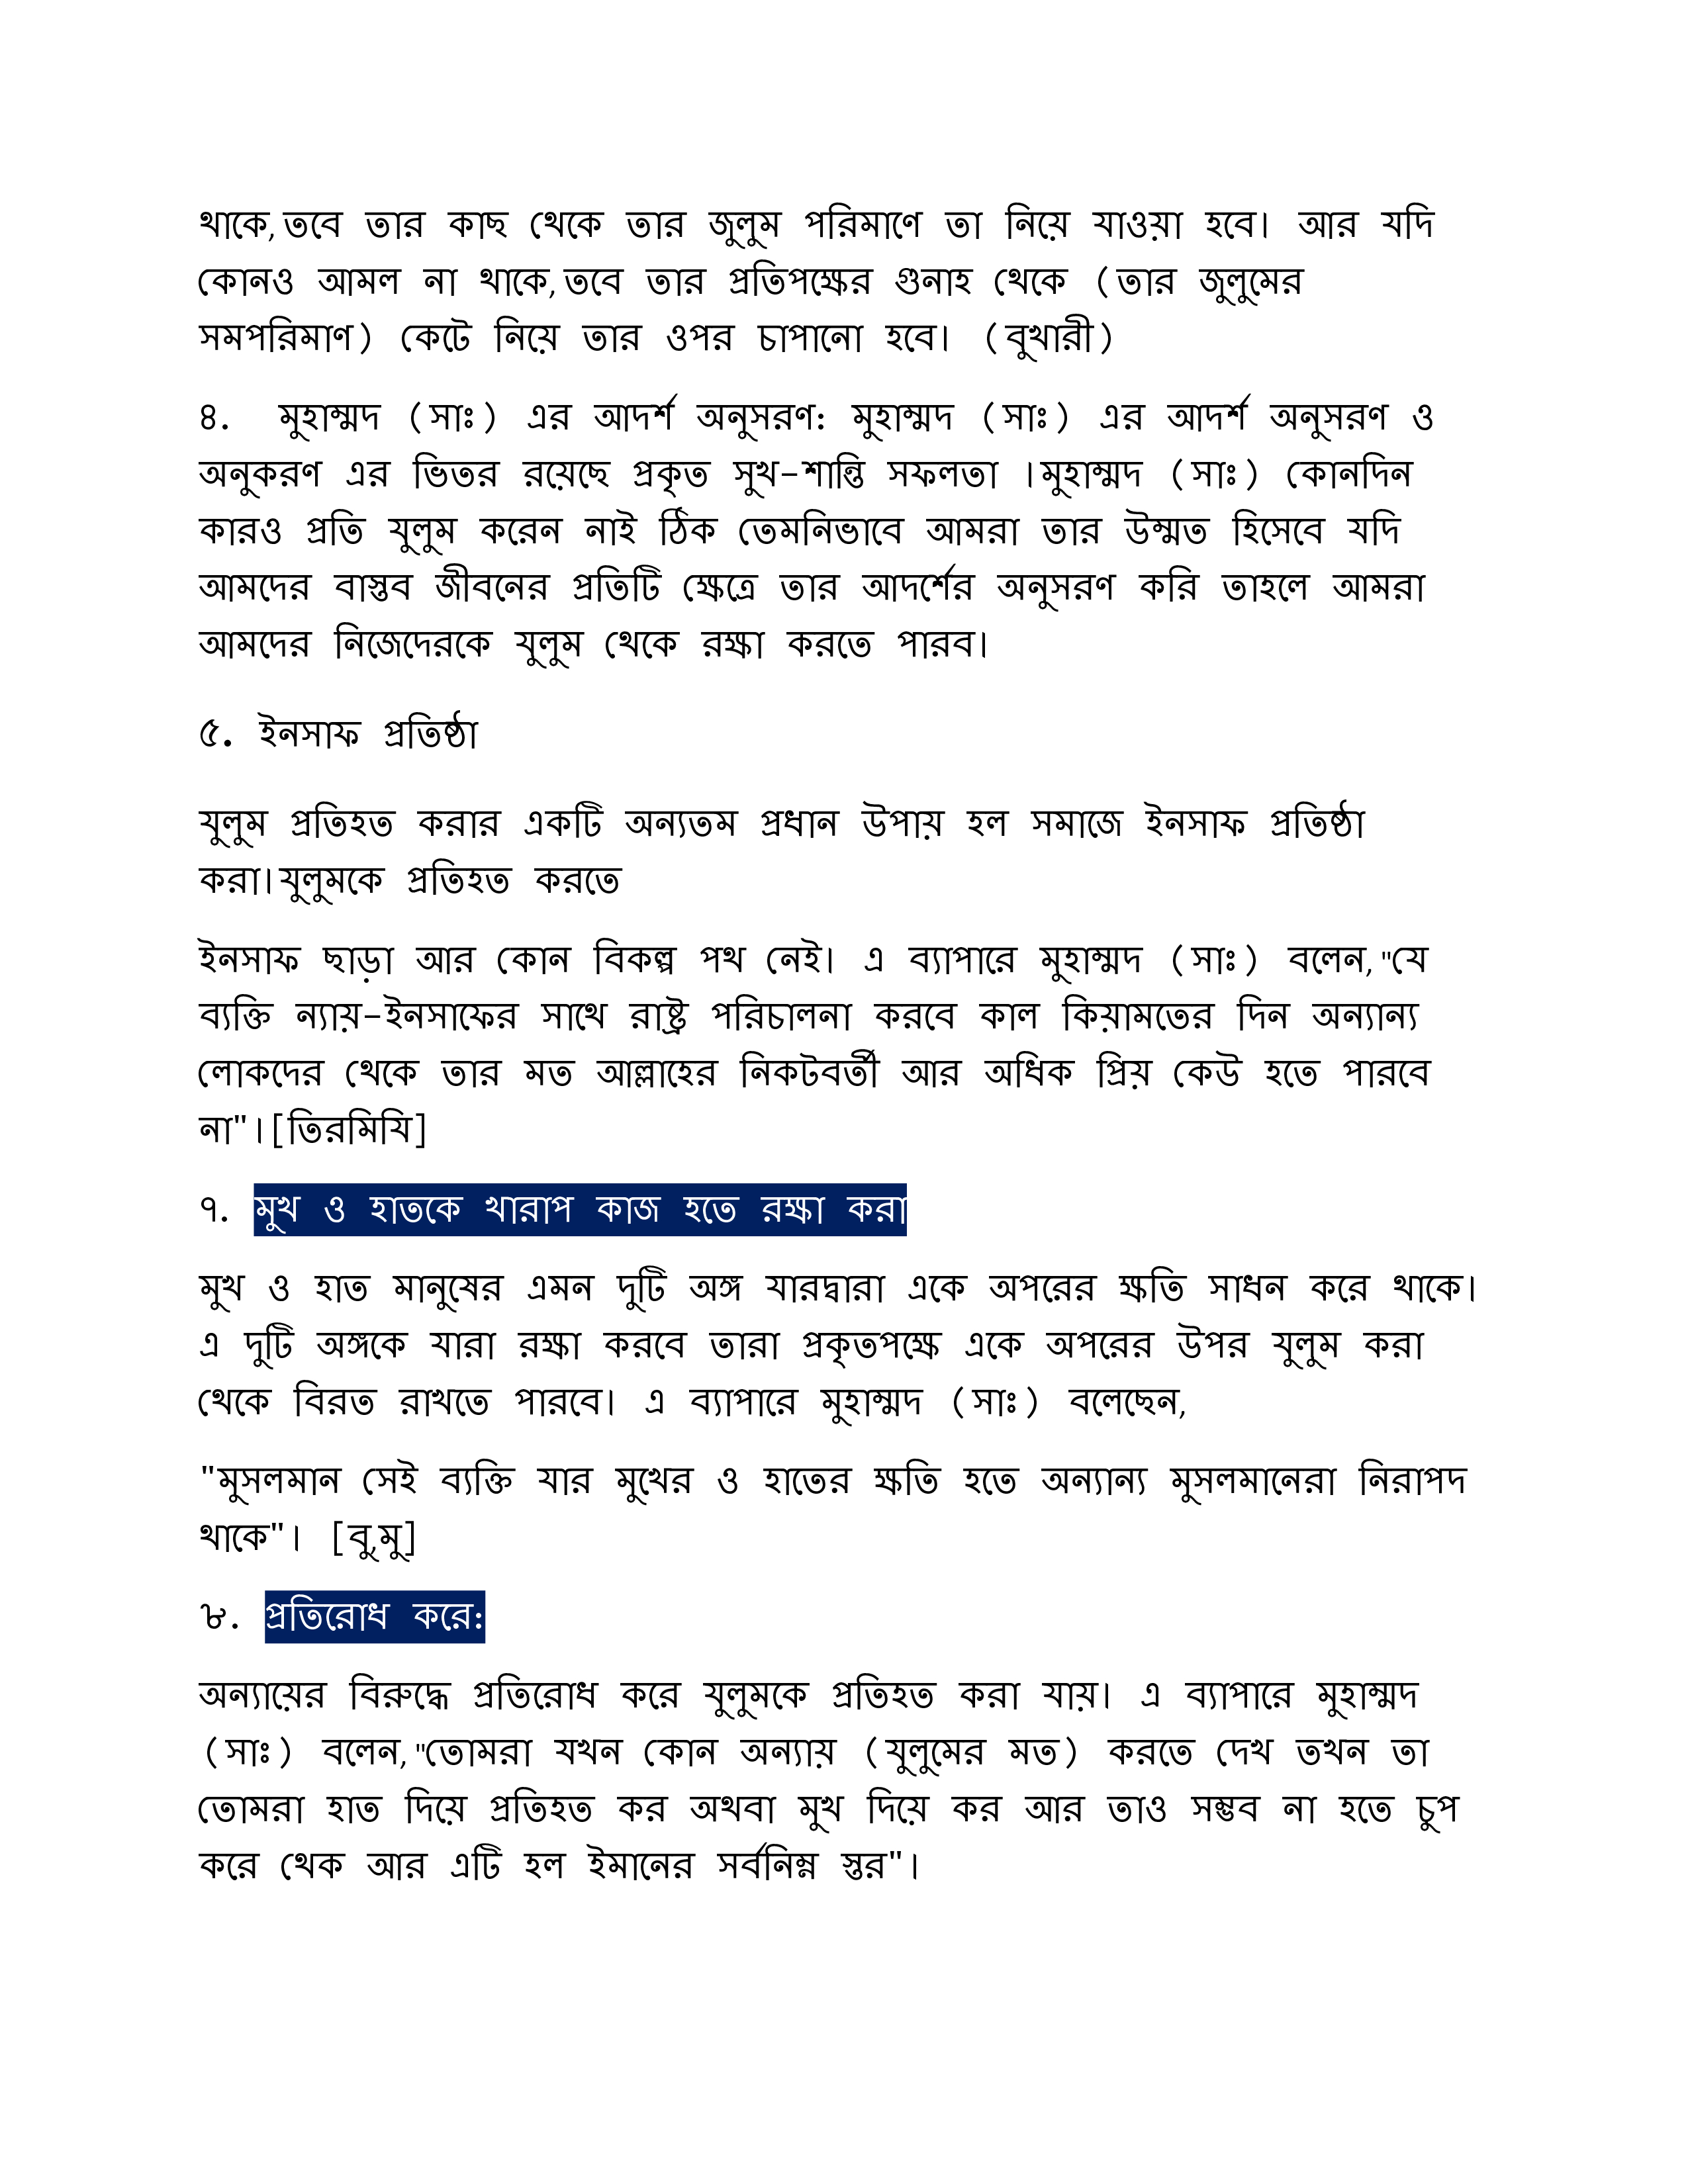 থাকে, তবে তার কাছ থেকে তার জুলুম পরিমাণে তা নিয়ে যাওয়া হবে। আর যদি
কোনও আমল না থাকে, তবে তার প্রতিপক্ষের গুনাহ থেকে (তার জুলুমের
সমপরিমাণ) কেটে নিয়ে তার ওপর চাপানো হবে। (বুখারী)
৪. মুহাম্মদ (সাঃ) এর আদর্শ অনুসরণ: মুহাম্মদ (সাঃ) এর আদর্শ অনুসরণ ও
অনুকরণ এর ভিতর রয়েছে প্রকৃত সুখ-শান্তি সফলতা ।মুহাম্মদ (সাঃ) কোনদিন
কারও প্রতি যুলুম করেন নাই ঠিক তেমনিভাবে আমরা তার উম্মত হিসেবে যদি
আমদের বাস্তব জীবনের প্রতিটি ক্ষেত্রে তার আদর্শের অনুসরণ করি তাহলে আমরা
আমদের নিজেদেরকে যুলুম থেকে রক্ষা করতে পারব।
৫. ইনসাফ প্রতিষ্ঠা
যুলুম প্রতিহত করার একটি অন্যতম প্রধান উপায় হল সমাজে ইনসাফ প্রতিষ্ঠা
করা।যুলুমকে প্রতিহত করতে
ইনসাফ ছাড়া আর কোন বিকল্প পথ নেই। এ ব্যাপারে মুহাম্মদ (সাঃ) বলেন, "যে
ব্যক্তি ন্যায়-ইনসাফের সাথে রাষ্ট্র পরিচালনা করবে কাল কিয়ামতের দিন অন্যান্য
লোকদের থেকে তার মত আল্লাহের নিকটবর্তী আর অধিক প্রিয় কেউ হতে পারবে
না"।[তিরমিযি]
৭. মুখ ও হাতকে খারাপ কাজ হতে রক্ষা করা
মুখ ও হাত মানুষের এমন দুটি অঙ্গ যারদ্বারা একে অপরের ক্ষতি সাধন করে থাকে।
এ দুটি অঙ্গকে যারা রক্ষা করবে তারা প্রকৃতপক্ষে একে অপরের উপর যুলুম করা
থেকে বিরত রাখতে পারবে। এ ব্যাপারে মুহাম্মদ (সাঃ) বলেছেন,
"মুসলমান সেই ব্যক্তি যার মুখের ও হাতের ক্ষতি হতে অন্যান্য মুসলমানেরা নিরাপদ
থাকে"। [বু,মু]
৮. প্রতিরোধ করে:
অন্যায়ের বিরুদ্ধে প্রতিরোধ করে যুলুমকে প্রতিহত করা যায়। এ ব্যাপারে মুহাম্মদ
(সাঃ) বলেন, "তোমরা যখন কোন অন্যায় (যুলুমের মত) করতে দেখ তখন তা
তোমরা হাত দিয়ে প্রতিহত কর অথবা মুখ দিয়ে কর আর তাও সম্ভব না হতে চুপ
করে থেক আর এটি হল ইমানের সর্বনিম্ন স্তর"।